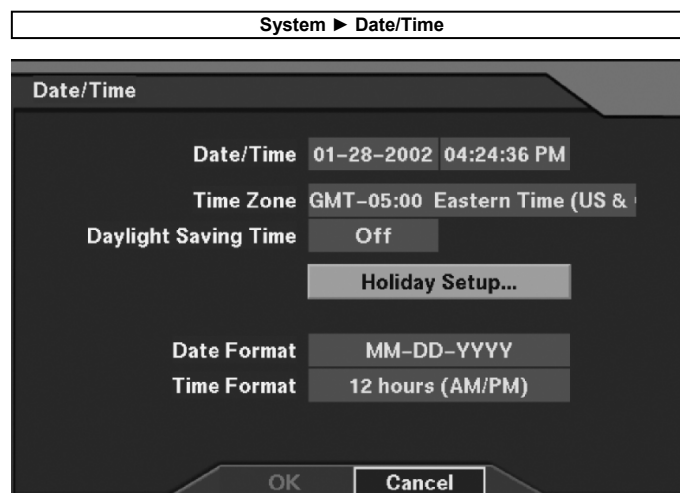 System ► Date/Time
Date/Time
Date/Time 01-28-2002 04:24:36 PM
Time Zone GMT-05:00 Eastern Time (US &
Daylight Saving Time Off
Holiday Setup...
Date Format MM-DD-YYYY
Time Format 12 hours (AM/PM)
OK Cancel